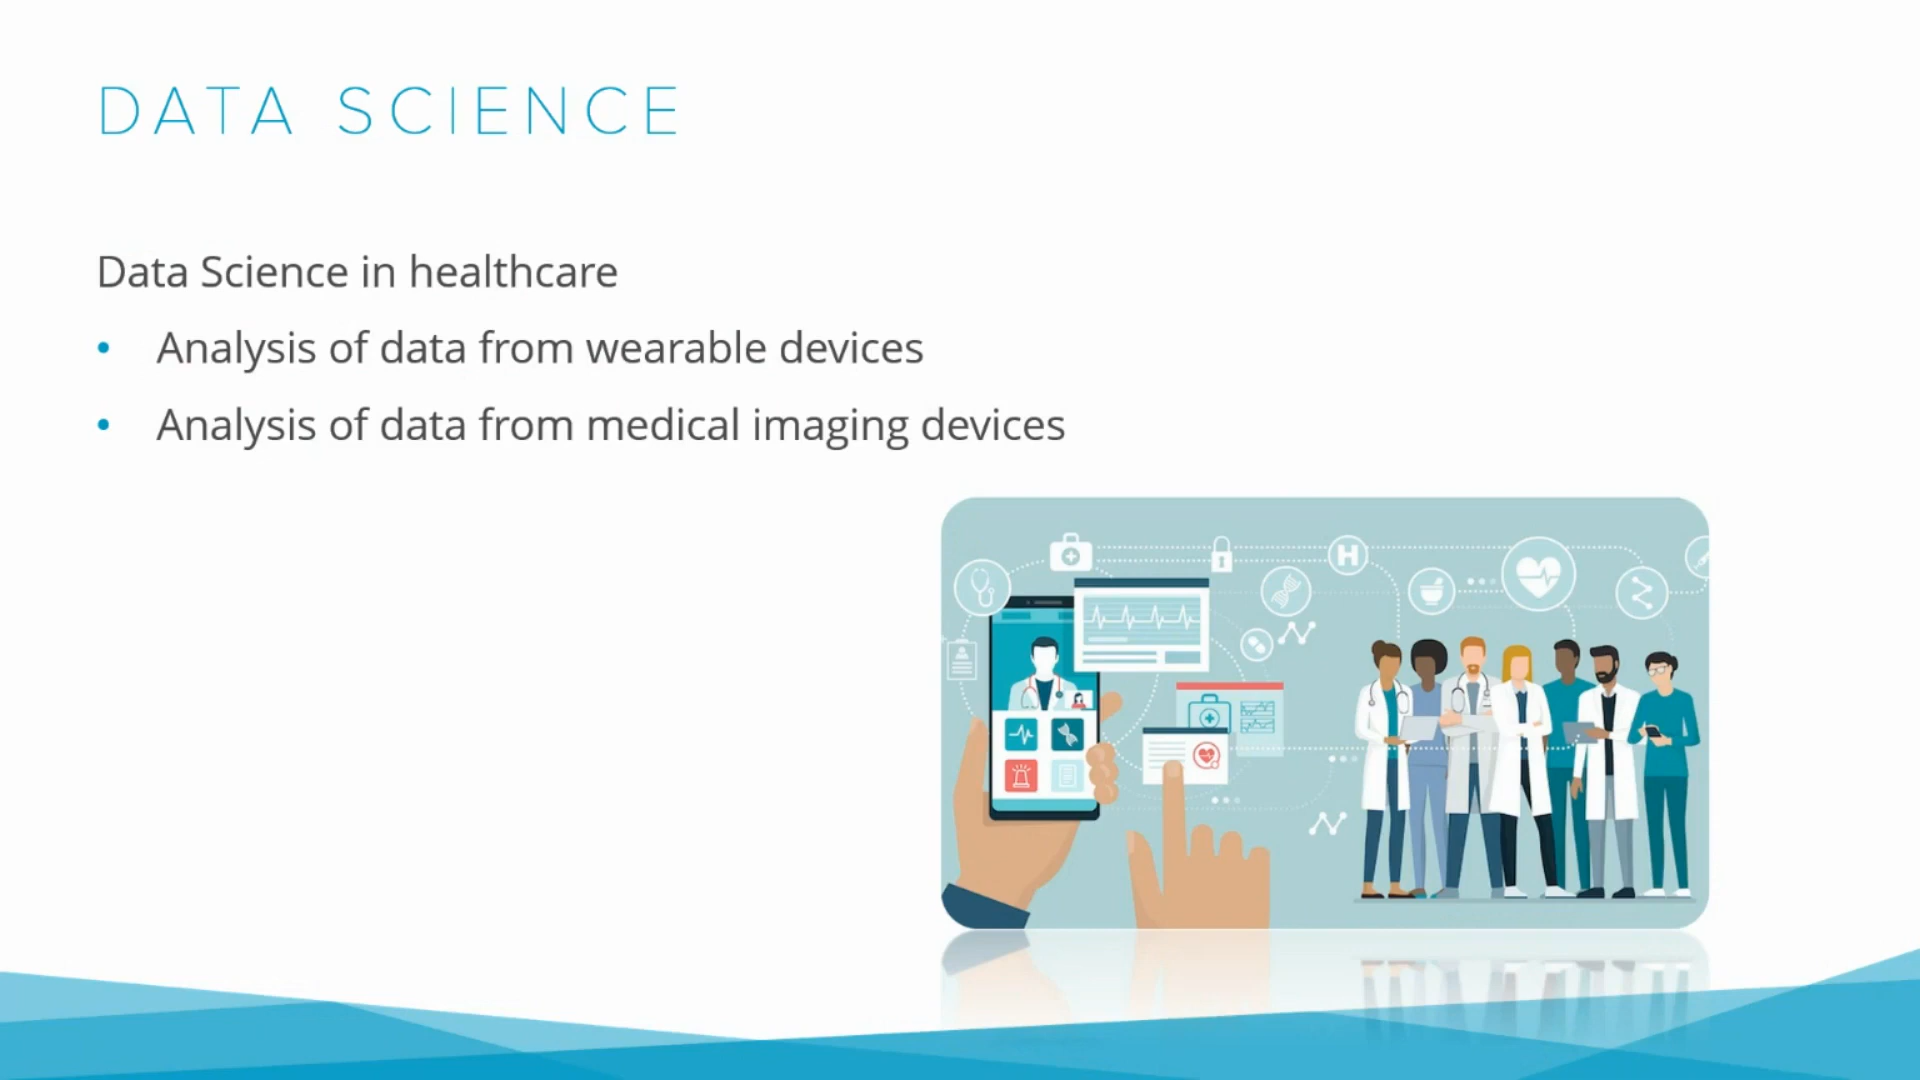 DATA SCIENCE
Data Science in healthcare
• Analysis of data from wearable devices
• Analysis of data from medical imaging devices
H